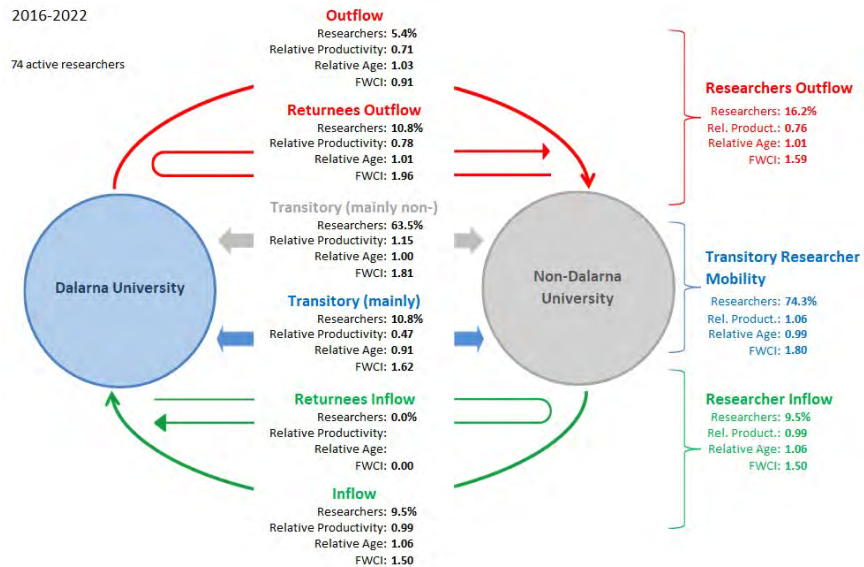 2016-2022
74 active researchers
Outflow
Researchers: 5.4%
Relative Productivity: 0.71
Relative Age: 1.03
FWCI: 0.91
Returnees Outflow
Researchers: 10.8%
Relative Productivity: 0.78
Relative Age: 1.01
FWCI: 1.96
Transitory (mainly non-)
Researchers: 63.5%
Relative Productivity: 1.15
Relative Age: 1.00
FWCI: 1.81
Transitory (mainly)
Researchers: 10.8%
Relative Productivity: 0.47
Relative Age: 0.91
FWCI: 1.62
Returnees Inflow
Researchers: 0.0%
Relative Productivity:
Relative Age:
FWCI: 0.00
Inflow
Researchers: 9.5%
Relative Productivity: 0.99
Relative Age: 1.06
FWCI: 1.50
Dalarna University
Non-Dalarna
University
Researchers Outflow
Researchers: 16.2%
Rel. Product.: 0.76
Relative Age: 1.01
FWCI: 1.59
Transitory Researcher
Mobility
Researchers: 74.3%
Rel. Product.: 1.06
Relative Age: 0.99
FWCI: 1.80
Researcher Inflow
Researchers: 9.5%
Rel. Product.: 0.99
Relative Age: 1.06
FWCI: 1.50